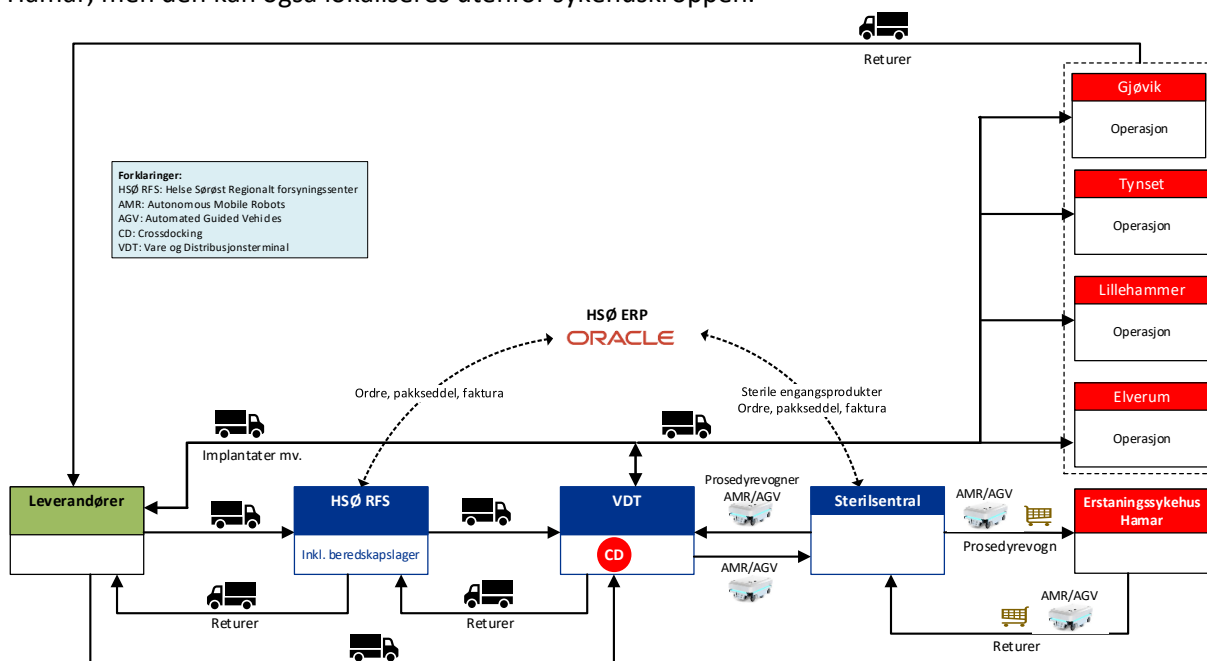 Hamar, men den kan også lokaliseres utenfor sykehuskroppen.
Returer
Gjøvik
Operasjon
Forklaringer:
HSØ RFS: Helse Sørøst Regionalt forsyningssenter
AMR: Autonomous Mobile Robots
AGV: Automated Guided Vehides
CD: Crossdocking
VDT: Vare og Distribusjonsterminal
Tynset
Operasjon
Lillehammer
Operasjon
HSØ ERP
ORACLE
Ordre, pakkseddel, faktura
Sterile engangsprodukter
Ordre, pakkseddel, faktura
Elverum
Operasjon
Implantater mv.
Leverandører
HSØ RFS
Inkl. beredskapslager
VDT
CD
Prosedyrevogner
AMR/AGV
AMR/AGV
Sterilsentral
AMR/AGV
Prosedyrevogn
Erstaningssykehus
Hamar
Returer
Returer
AMR/AGV
Returer